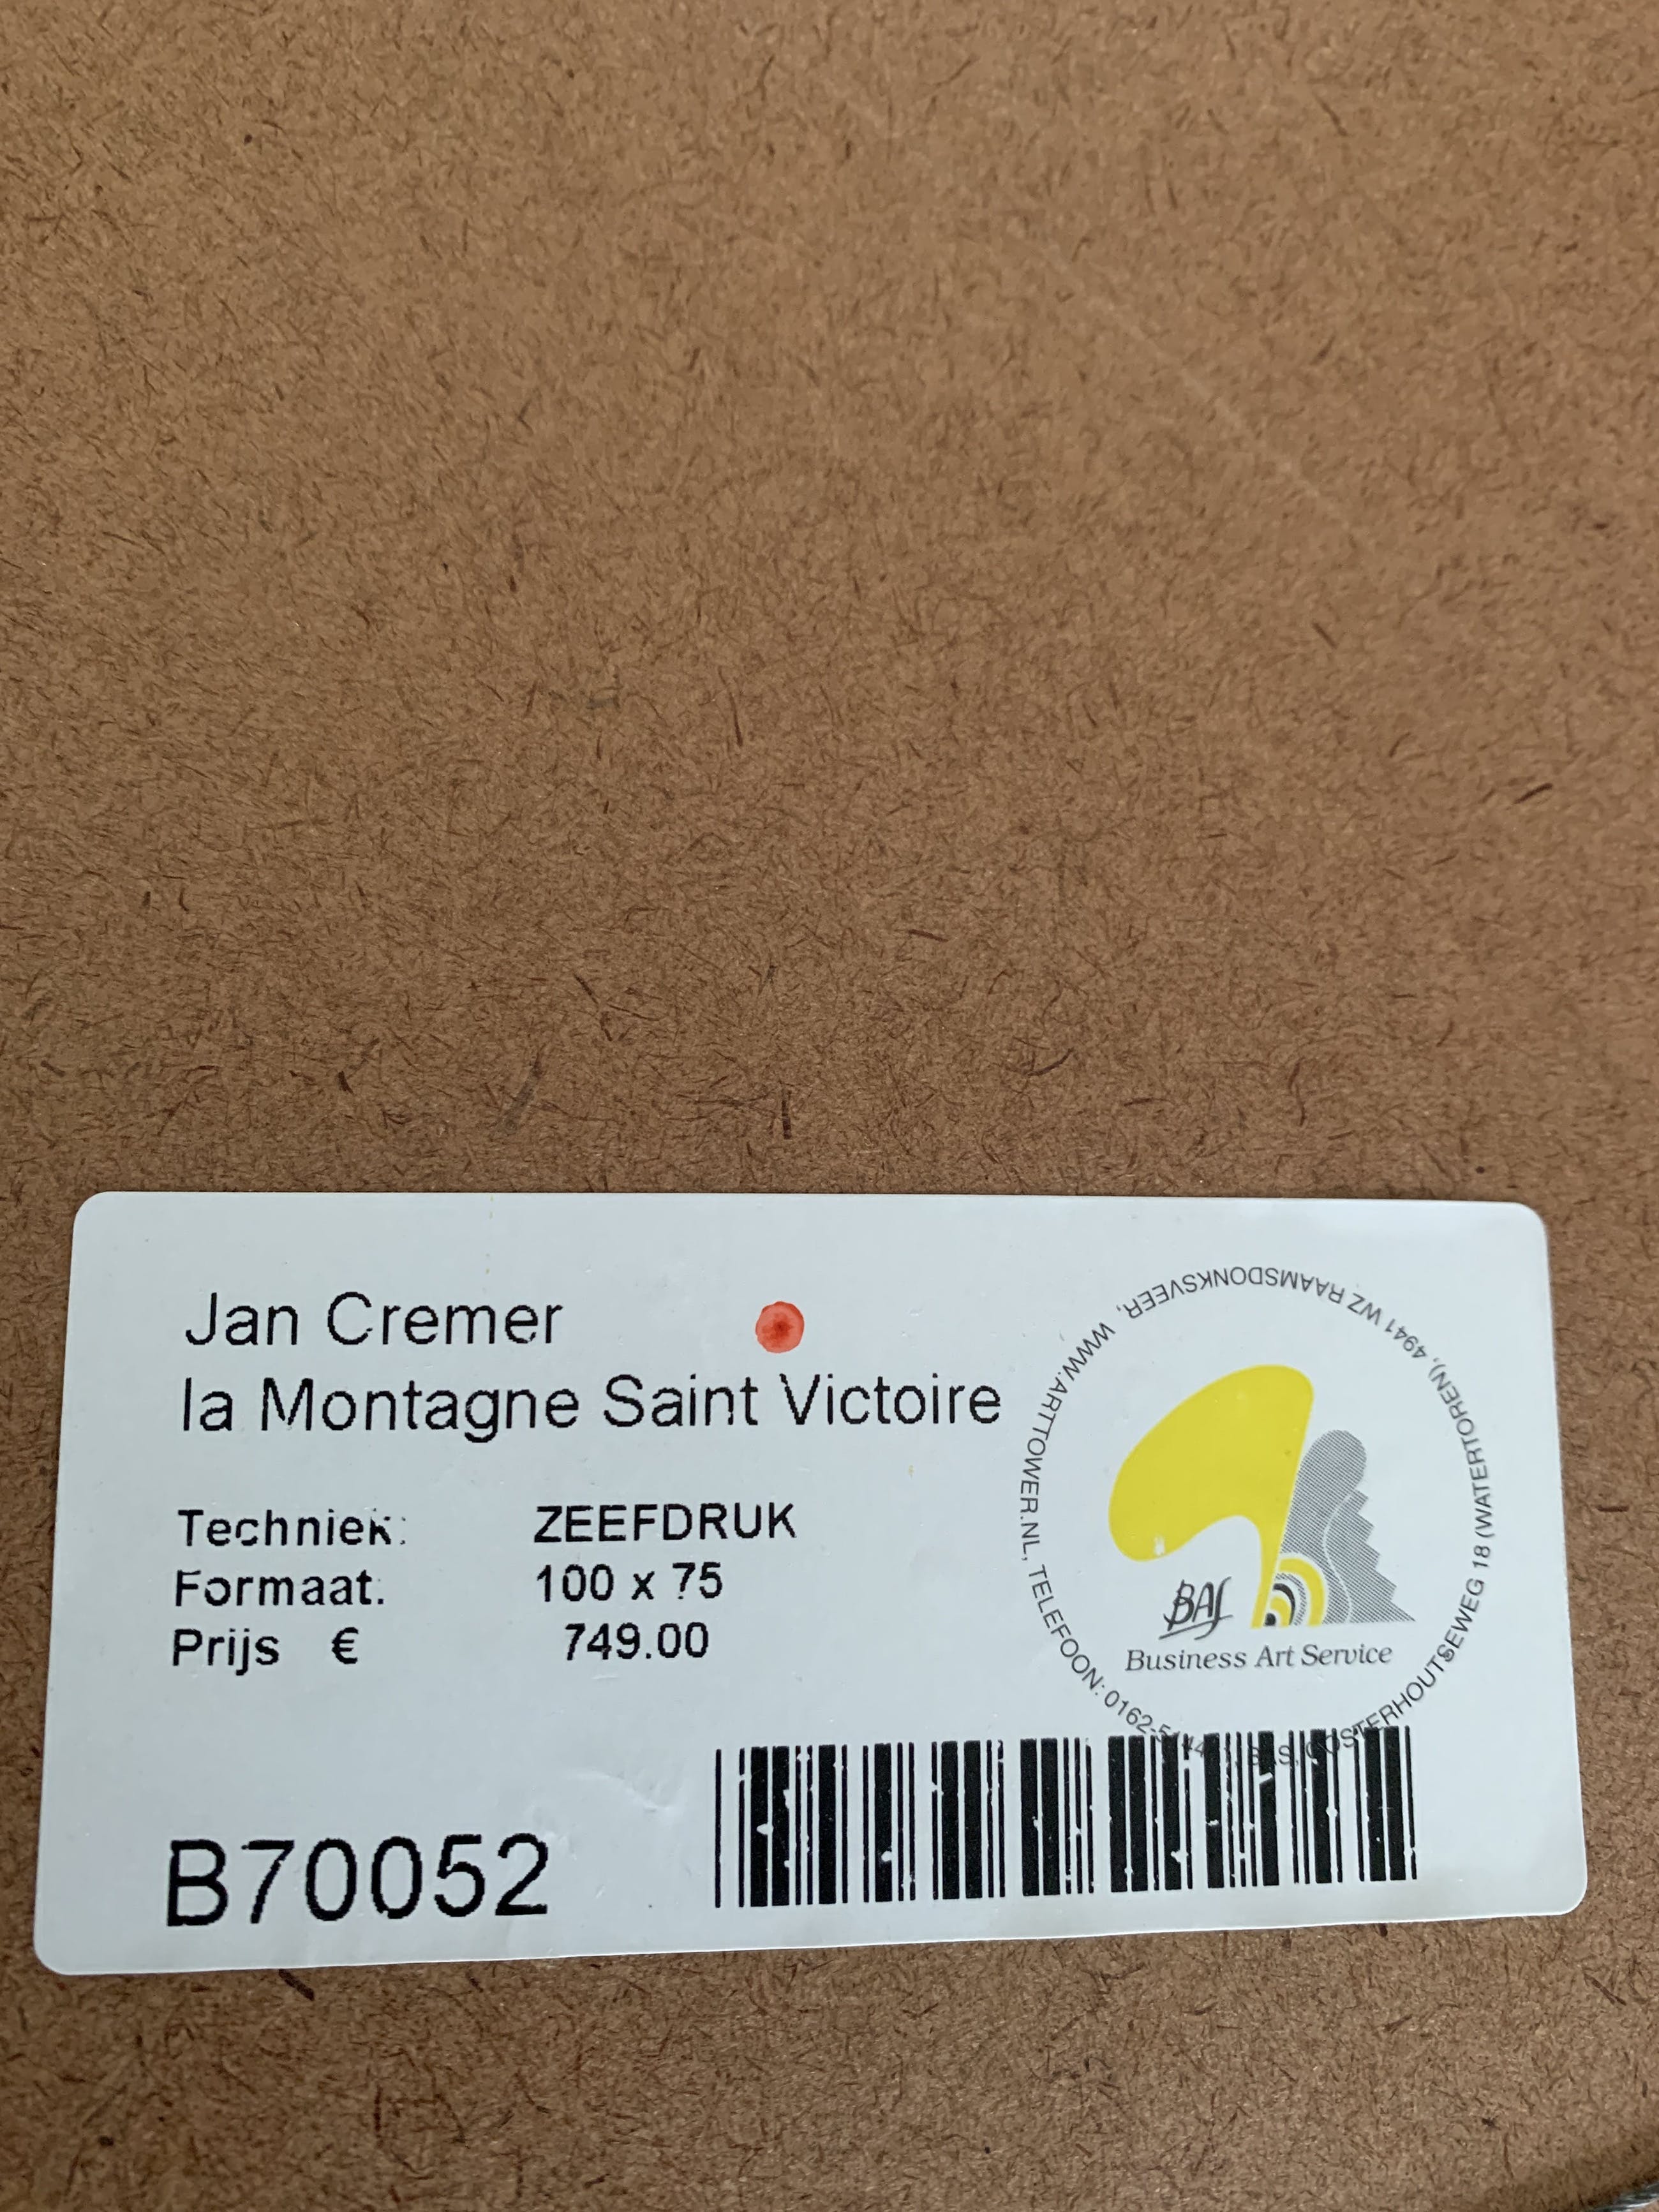 Jan Cremer
la Montagne Saint Victoire
Techniek: ZEEFDRUK
Formaat: 100 x 75
Prijs € 749.00
B70052
BAS
Business Art Service
OOSTERHOUTSEWEG 18 (WATERTOREN), 4941 WZ RAAMSDONKSVEER, WWW.ARTTOWER.NL, TELEFOON: